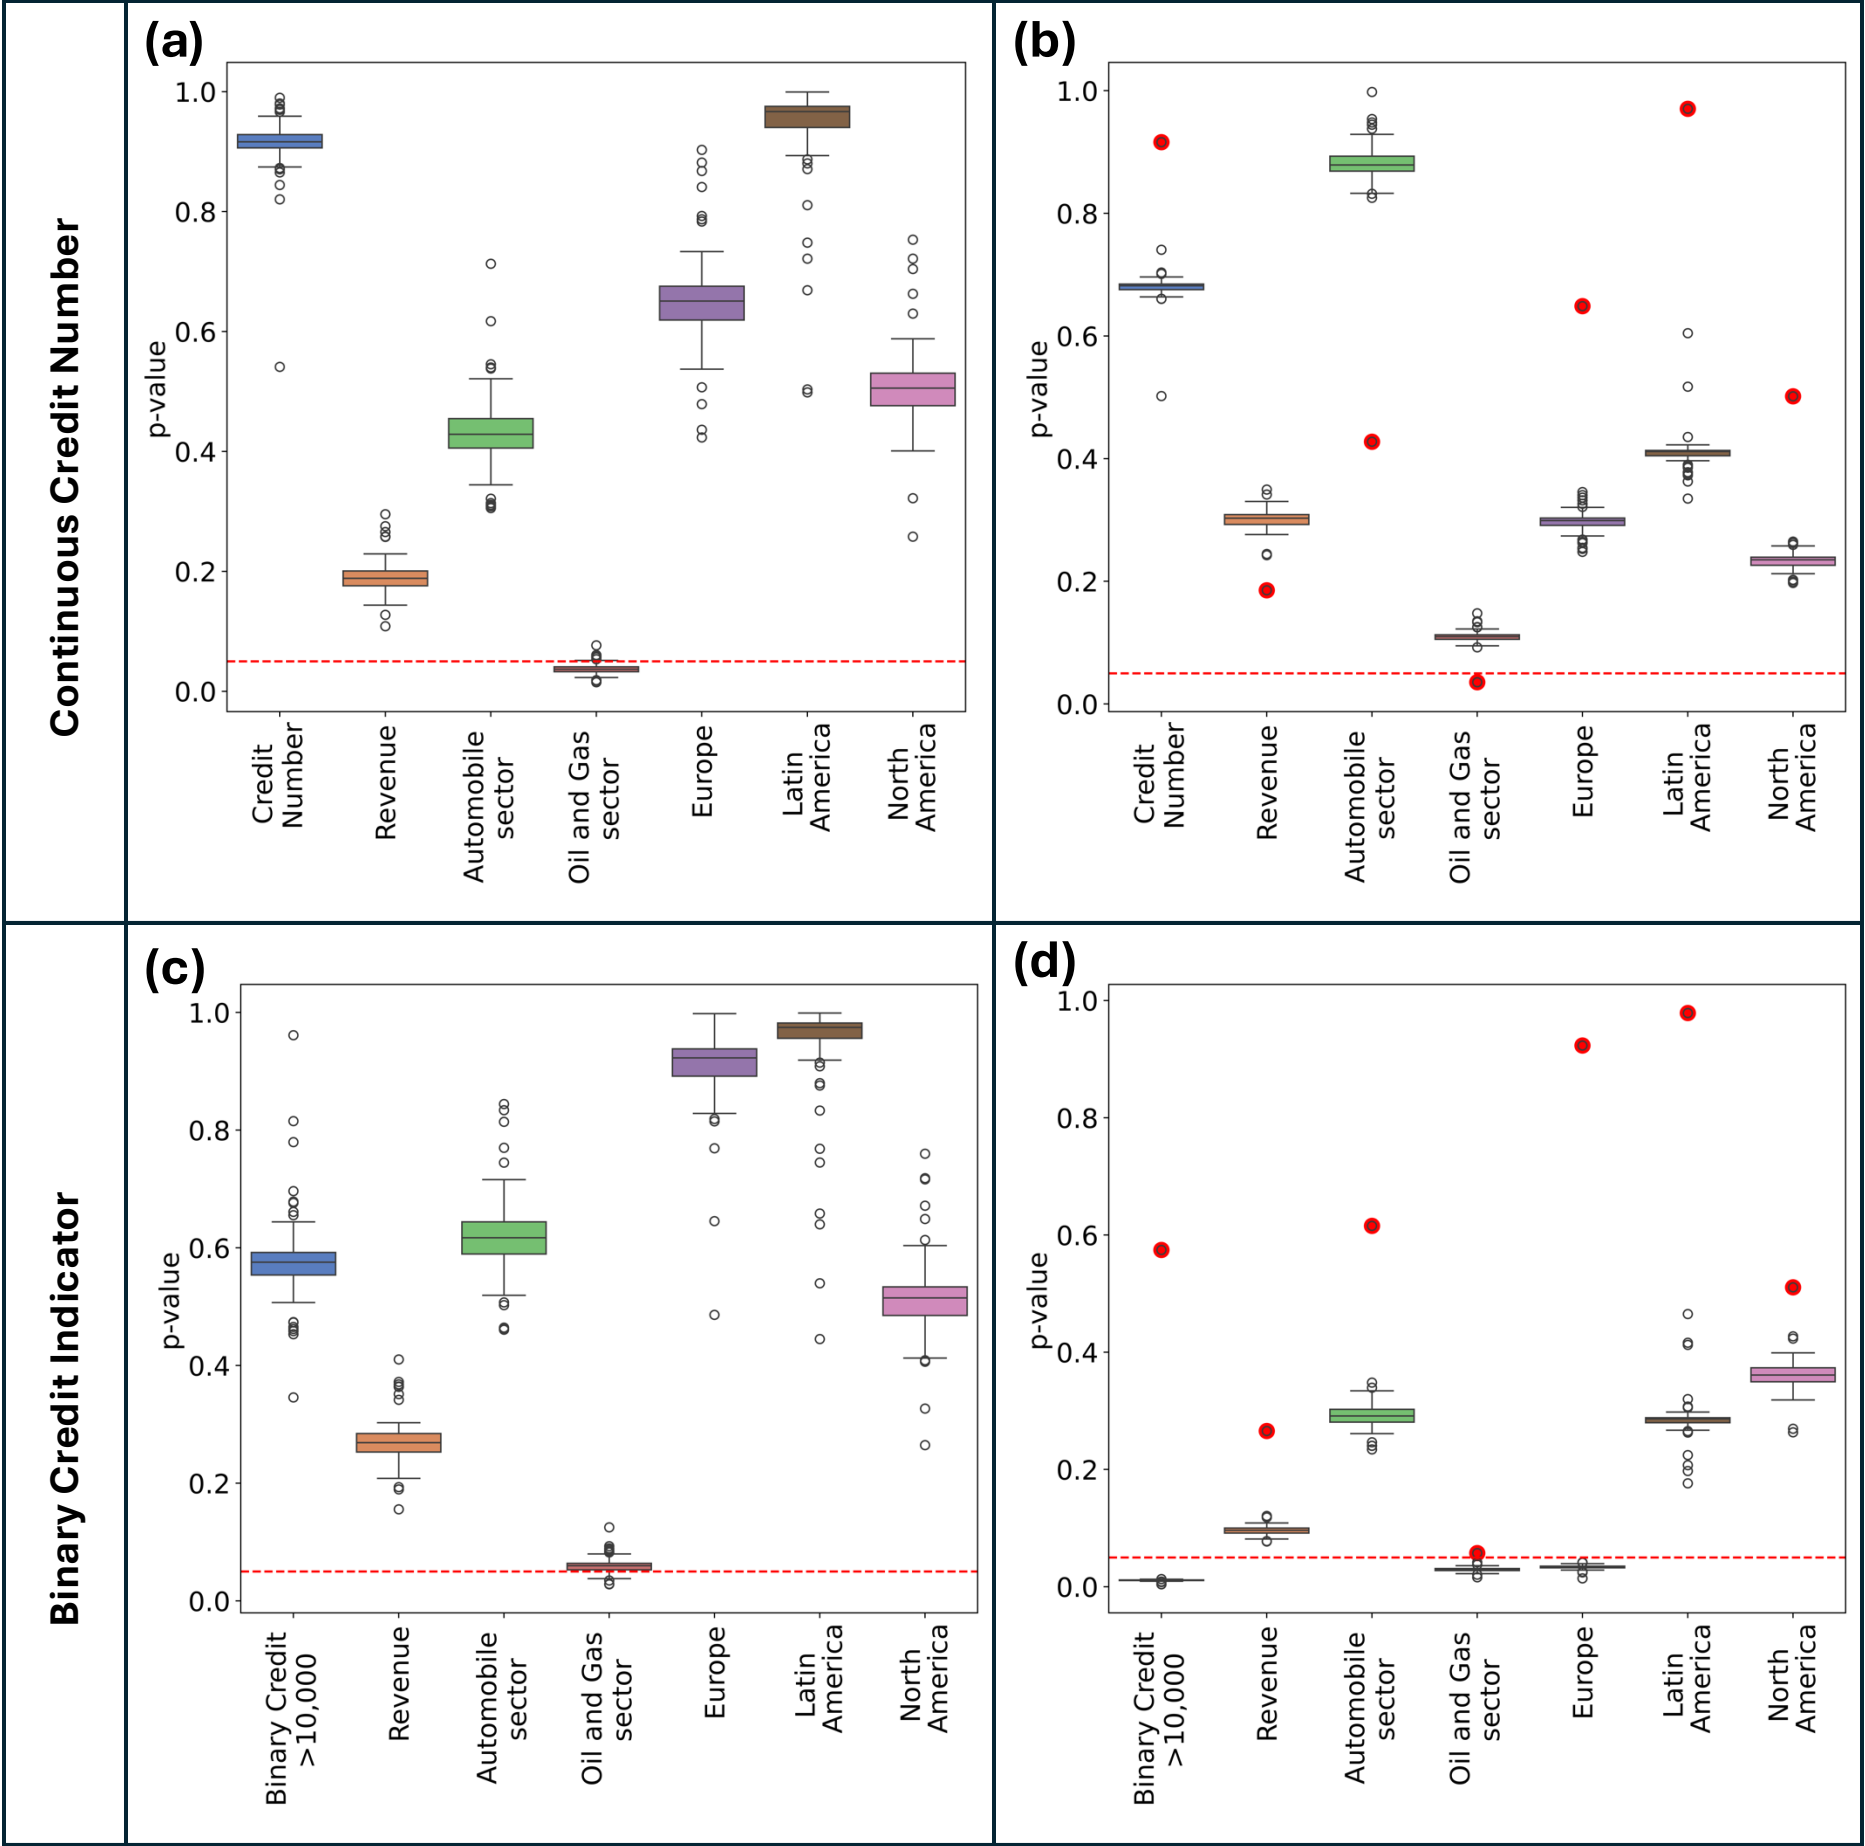 Continuous Credit Number
(a)
p-value
1.0
0.8
0.6
0.4
0.2
0.0
Credit
Number
Revenue
Automobile
sector
Oil and Gas
sector
Europe
Latin
America
North
America
(b)
p-value
1.0
0.8
0.6
0.4
0.2
0.0
Credit
Number
Revenue
Automobile
sector
Oil and Gas
sector
Europe
Latin
America
North
America
Binary Credit Indicator
(c)
p-value
1.0
0.8
0.6
0.4
0.2
0.0
Binary Credit
>10,000
Revenue
Automobile
sector
Oil and Gas
sector
Europe
Latin
America
North
America
(d)
p-value
1.0
0.8
0.6
0.4
0.2
0.0
Binary Credit
>10,000
Revenue
Automobile
sector
Oil and Gas
sector
Europe
Latin
America
North
America